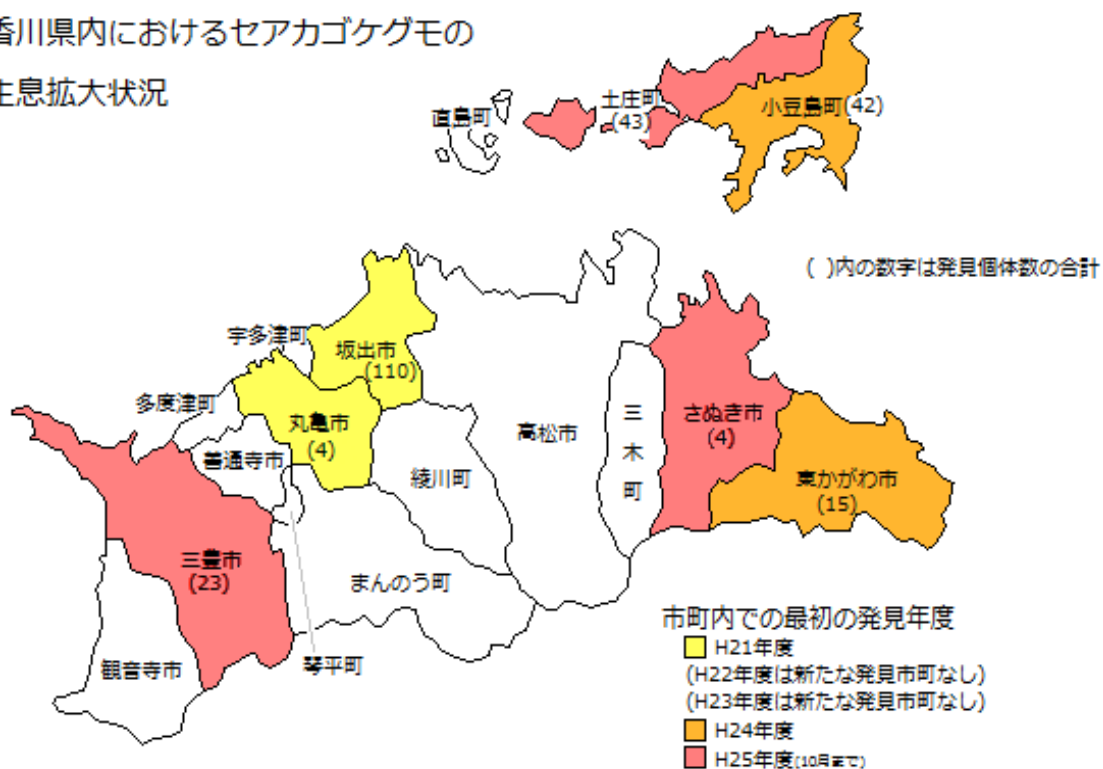 香川県内におけるセアカゴケグモの
生息拡大状況
直島町
土庄町
(43)
小豆島町(42)
( )内の数字は発見個体数の合計
宇多津町
坂出市
(110)
多度津町
丸亀市
(4)
善通寺市
綾川町
高松市
三木町
さぬき市
(4)
東かがわ市
(15)
三豊市
(23)
まんのう町
観音寺市
琴平町
市町内での最初の発見年度
H21年度
(H22年度は新たな発見市町なし)
(H23年度は新たな発見市町なし)
H24年度
H25年度(10月まで)